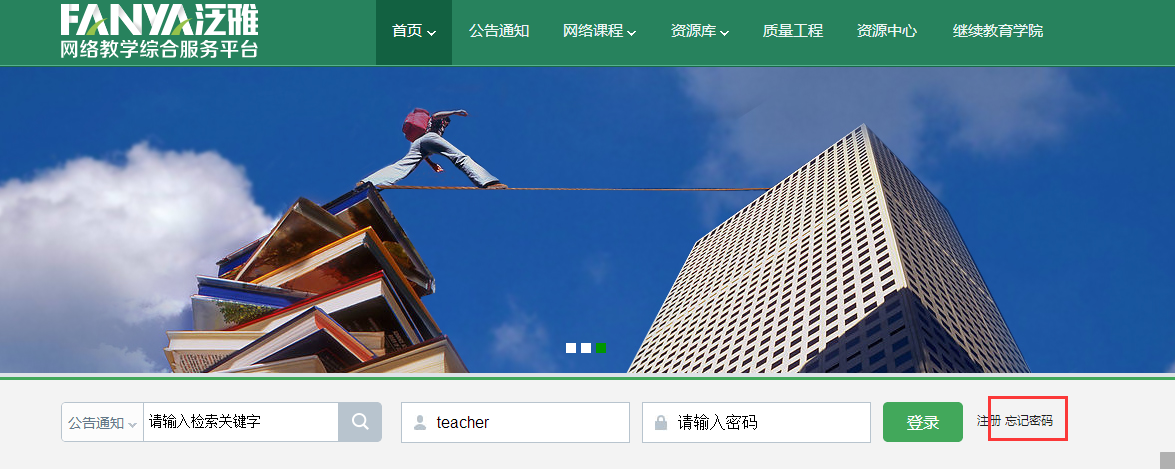 FANYA泛雅
网络教学综合服务平台
首页 公告通知 网络课程 资源库 质量工程 资源中心 继续教育学院
公告通知 请输入检索关键字 teacher 请输入密码 登录 注册 忘记密码